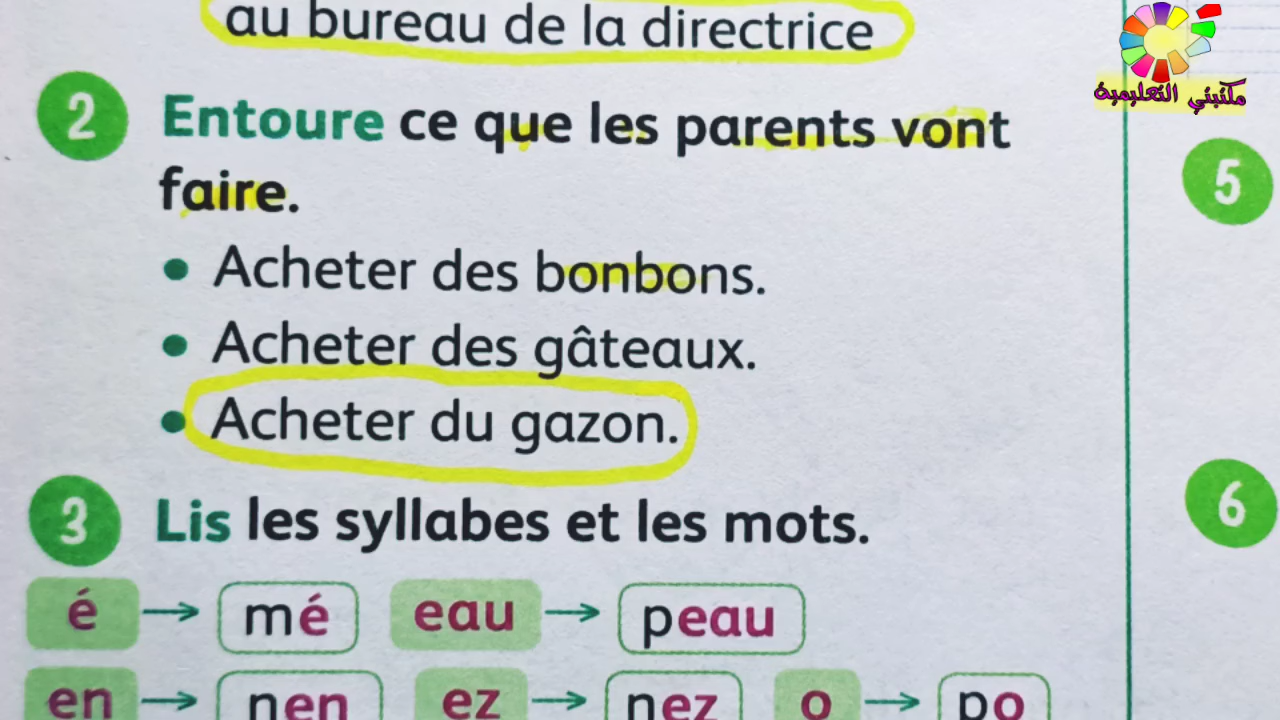 au bureau de la directrice
مكتبتي التعليمية
2 Entoure ce que les parents vont
faire.
• Acheter des bonbons.
• Acheter des gâteaux.
• Acheter du gazon.
3 Lis les syllabes et les mots.
é → mé eau → peau
en → nen ez → nez o → po
5
6